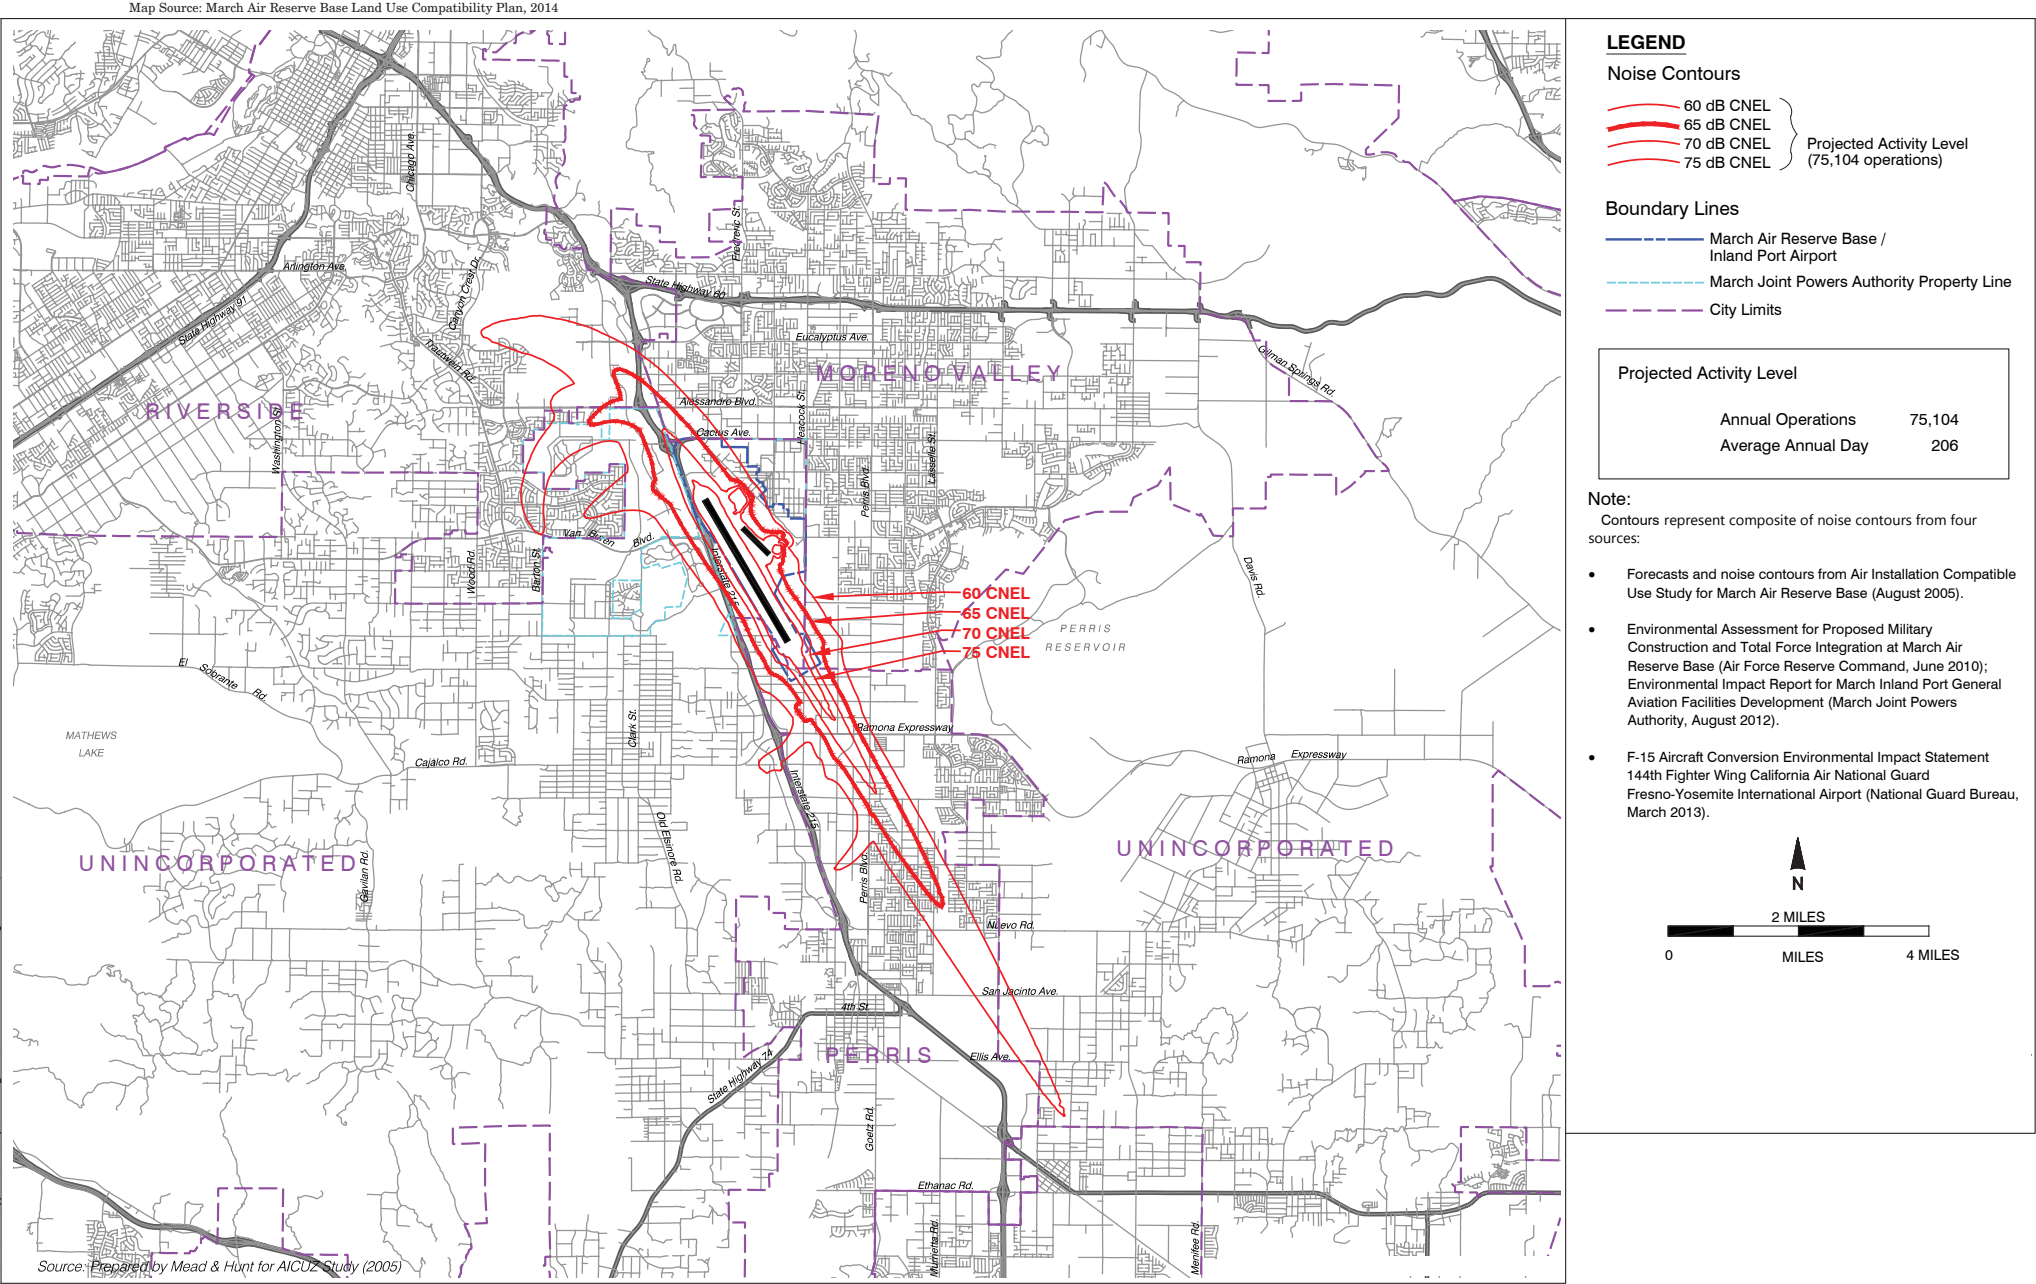 Map Source: March Air Reserve Base Land Use Compatibility Plan, 2014
Chicago Ave.
Frederic St.
Arlington Ave.
Canyon Crest Dr.
State Highway 60
State Highway 91
Eucalyptus Ave.
Trautwein Rd.
Gilman Springs Rd.
MORENO VALLEY
RIVERSIDE
Alessandro Blvd.
Heacock St.
Washington St.
Cactus Ave.
Lasselle St.
Perris Blvd.
Van Buren Blvd.
Wood Rd.
Barton St.
Interstate 215
Davis Rd.
60 CNEL
65 CNEL
70 CNEL
75 CNEL
PERRIS
RESERVOIR
El Sobrante Rd.
Clark St.
Ramona Expressway
MATHEWS
LAKE
Cajalco Rd.
Ramona Expressway
Interstate 215
Old Elsinore Rd.
UNINCORPORATED
UNINCORPORATED
Gavilan Rd.
Perris Blvd.
Nuevo Rd.
San Jacinto Ave.
4th St.
PERRIS
Ellis Ave.
State Highway 74
Goetz Rd.
Ethanac Rd.
Murrieta Rd.
Menifee Rd.
Source: Prepared by Mead & Hunt for AICUZ Study (2005)
LEGEND
Noise Contours
60 dB CNEL
65 dB CNEL
70 dB CNEL
75 dB CNEL
Projected Activity Level
(75,104 operations)
Boundary Lines
March Air Reserve Base /
Inland Port Airport
March Joint Powers Authority Property Line
City Limits
Projected Activity Level
Annual Operations 75,104
Average Annual Day 206
Note:
Contours represent composite of noise contours from four
sources:
• Forecasts and noise contours from Air Installation Compatible
Use Study for March Air Reserve Base (August 2005).
• Environmental Assessment for Proposed Military
Construction and Total Force Integration at March Air
Reserve Base (Air Force Reserve Command, June 2010);
Environmental Impact Report for March Inland Port General
Aviation Facilities Development (March Joint Powers
Authority, August 2012).
• F-15 Aircraft Conversion Environmental Impact Statement
144th Fighter Wing California Air National Guard
Fresno-Yosemite International Airport (National Guard Bureau,
March 2013).
N
2 MILES
0 MILES 4 MILES